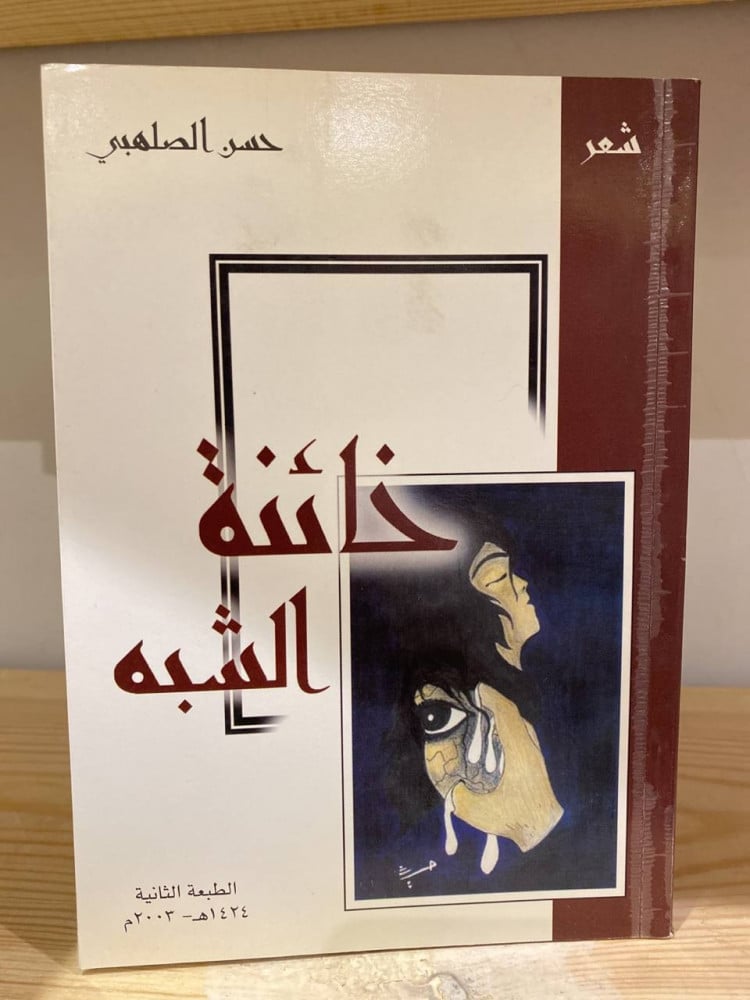 شعر
حسن الصلهبي
خائنة
الشبه
الطبعة الثانية
١٤٢٤هـ - ٢٠٠٣م